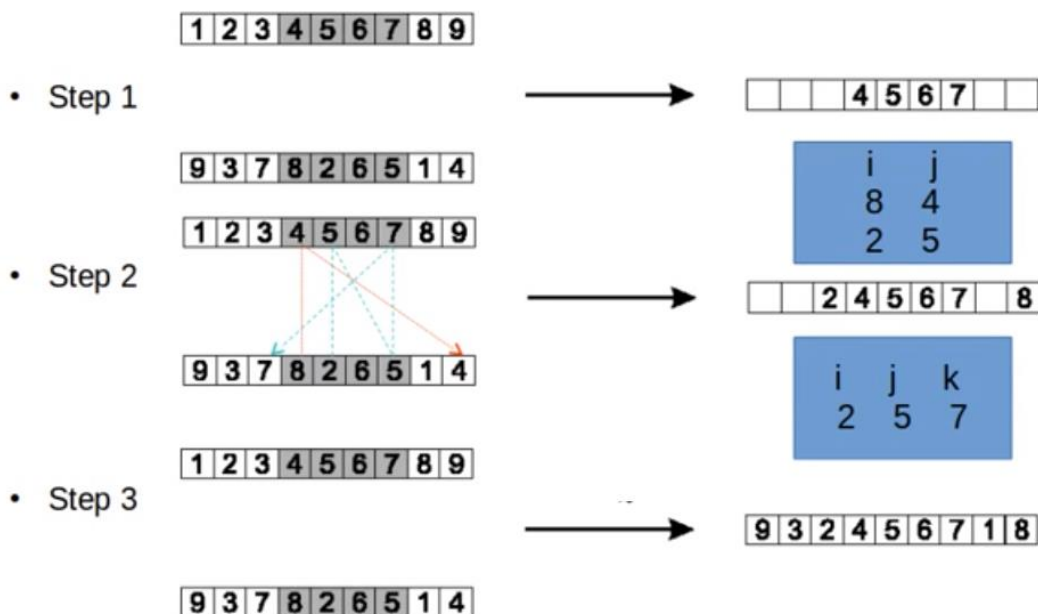 1 2 3 4 5 6 7 8 9
• Step 1
4 5 6 7
9 3 7 8 2 6 5 1 4
i j
8 4
2 5
1 2 3 4 5 6 7 8 9
• Step 2
2 4 5 6 7 8
9 3 7 8 2 6 5 1 4
i j k
2 5 7
1 2 3 4 5 6 7 8 9
• Step 3
9 3 2 4 5 6 7 1 8
9 3 7 8 2 6 5 1 4